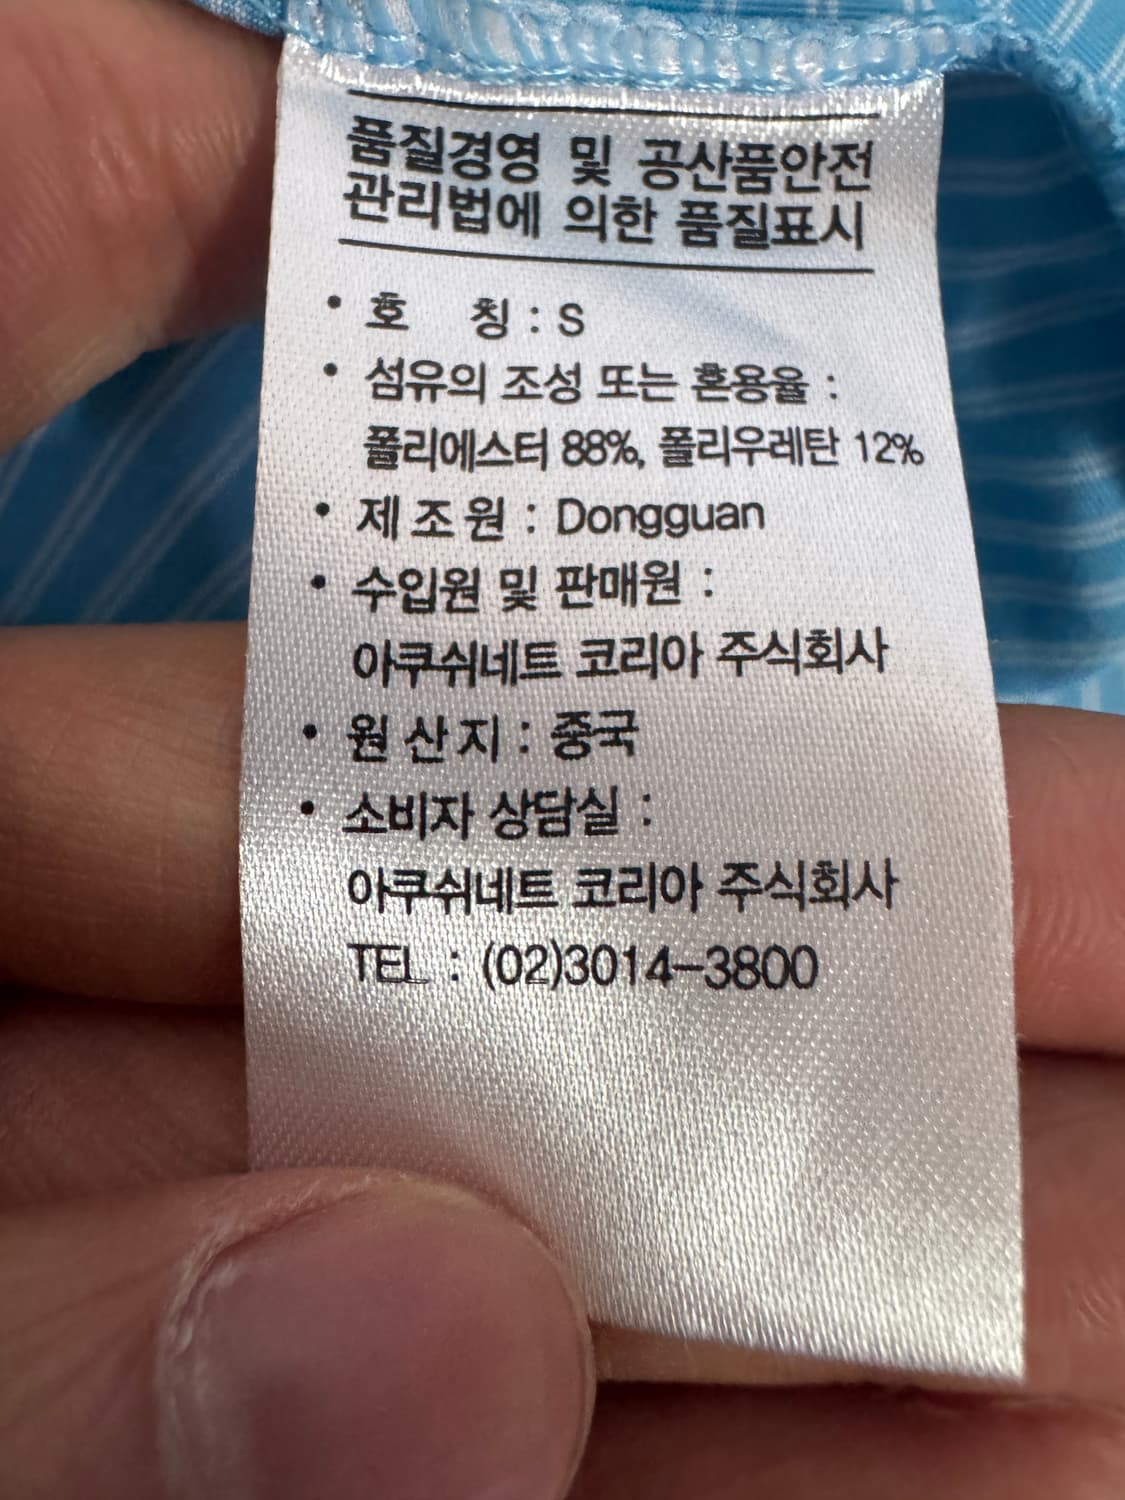 품질경영 및 공산품안전
관리법에 의한 품질표시
• 호 칭 : S
• 섬유의 조성 또는 혼용율 :
폴리에스터 88%, 폴리우레탄 12%
• 제 조 원 : Dongguan
• 수입원 및 판매원 :
아쿠쉬네트 코리아 주식회사
• 원 산 지 : 중국
• 소비자 상담실 :
아쿠쉬네트 코리아 주식회사
TEL : (02)3014-3800